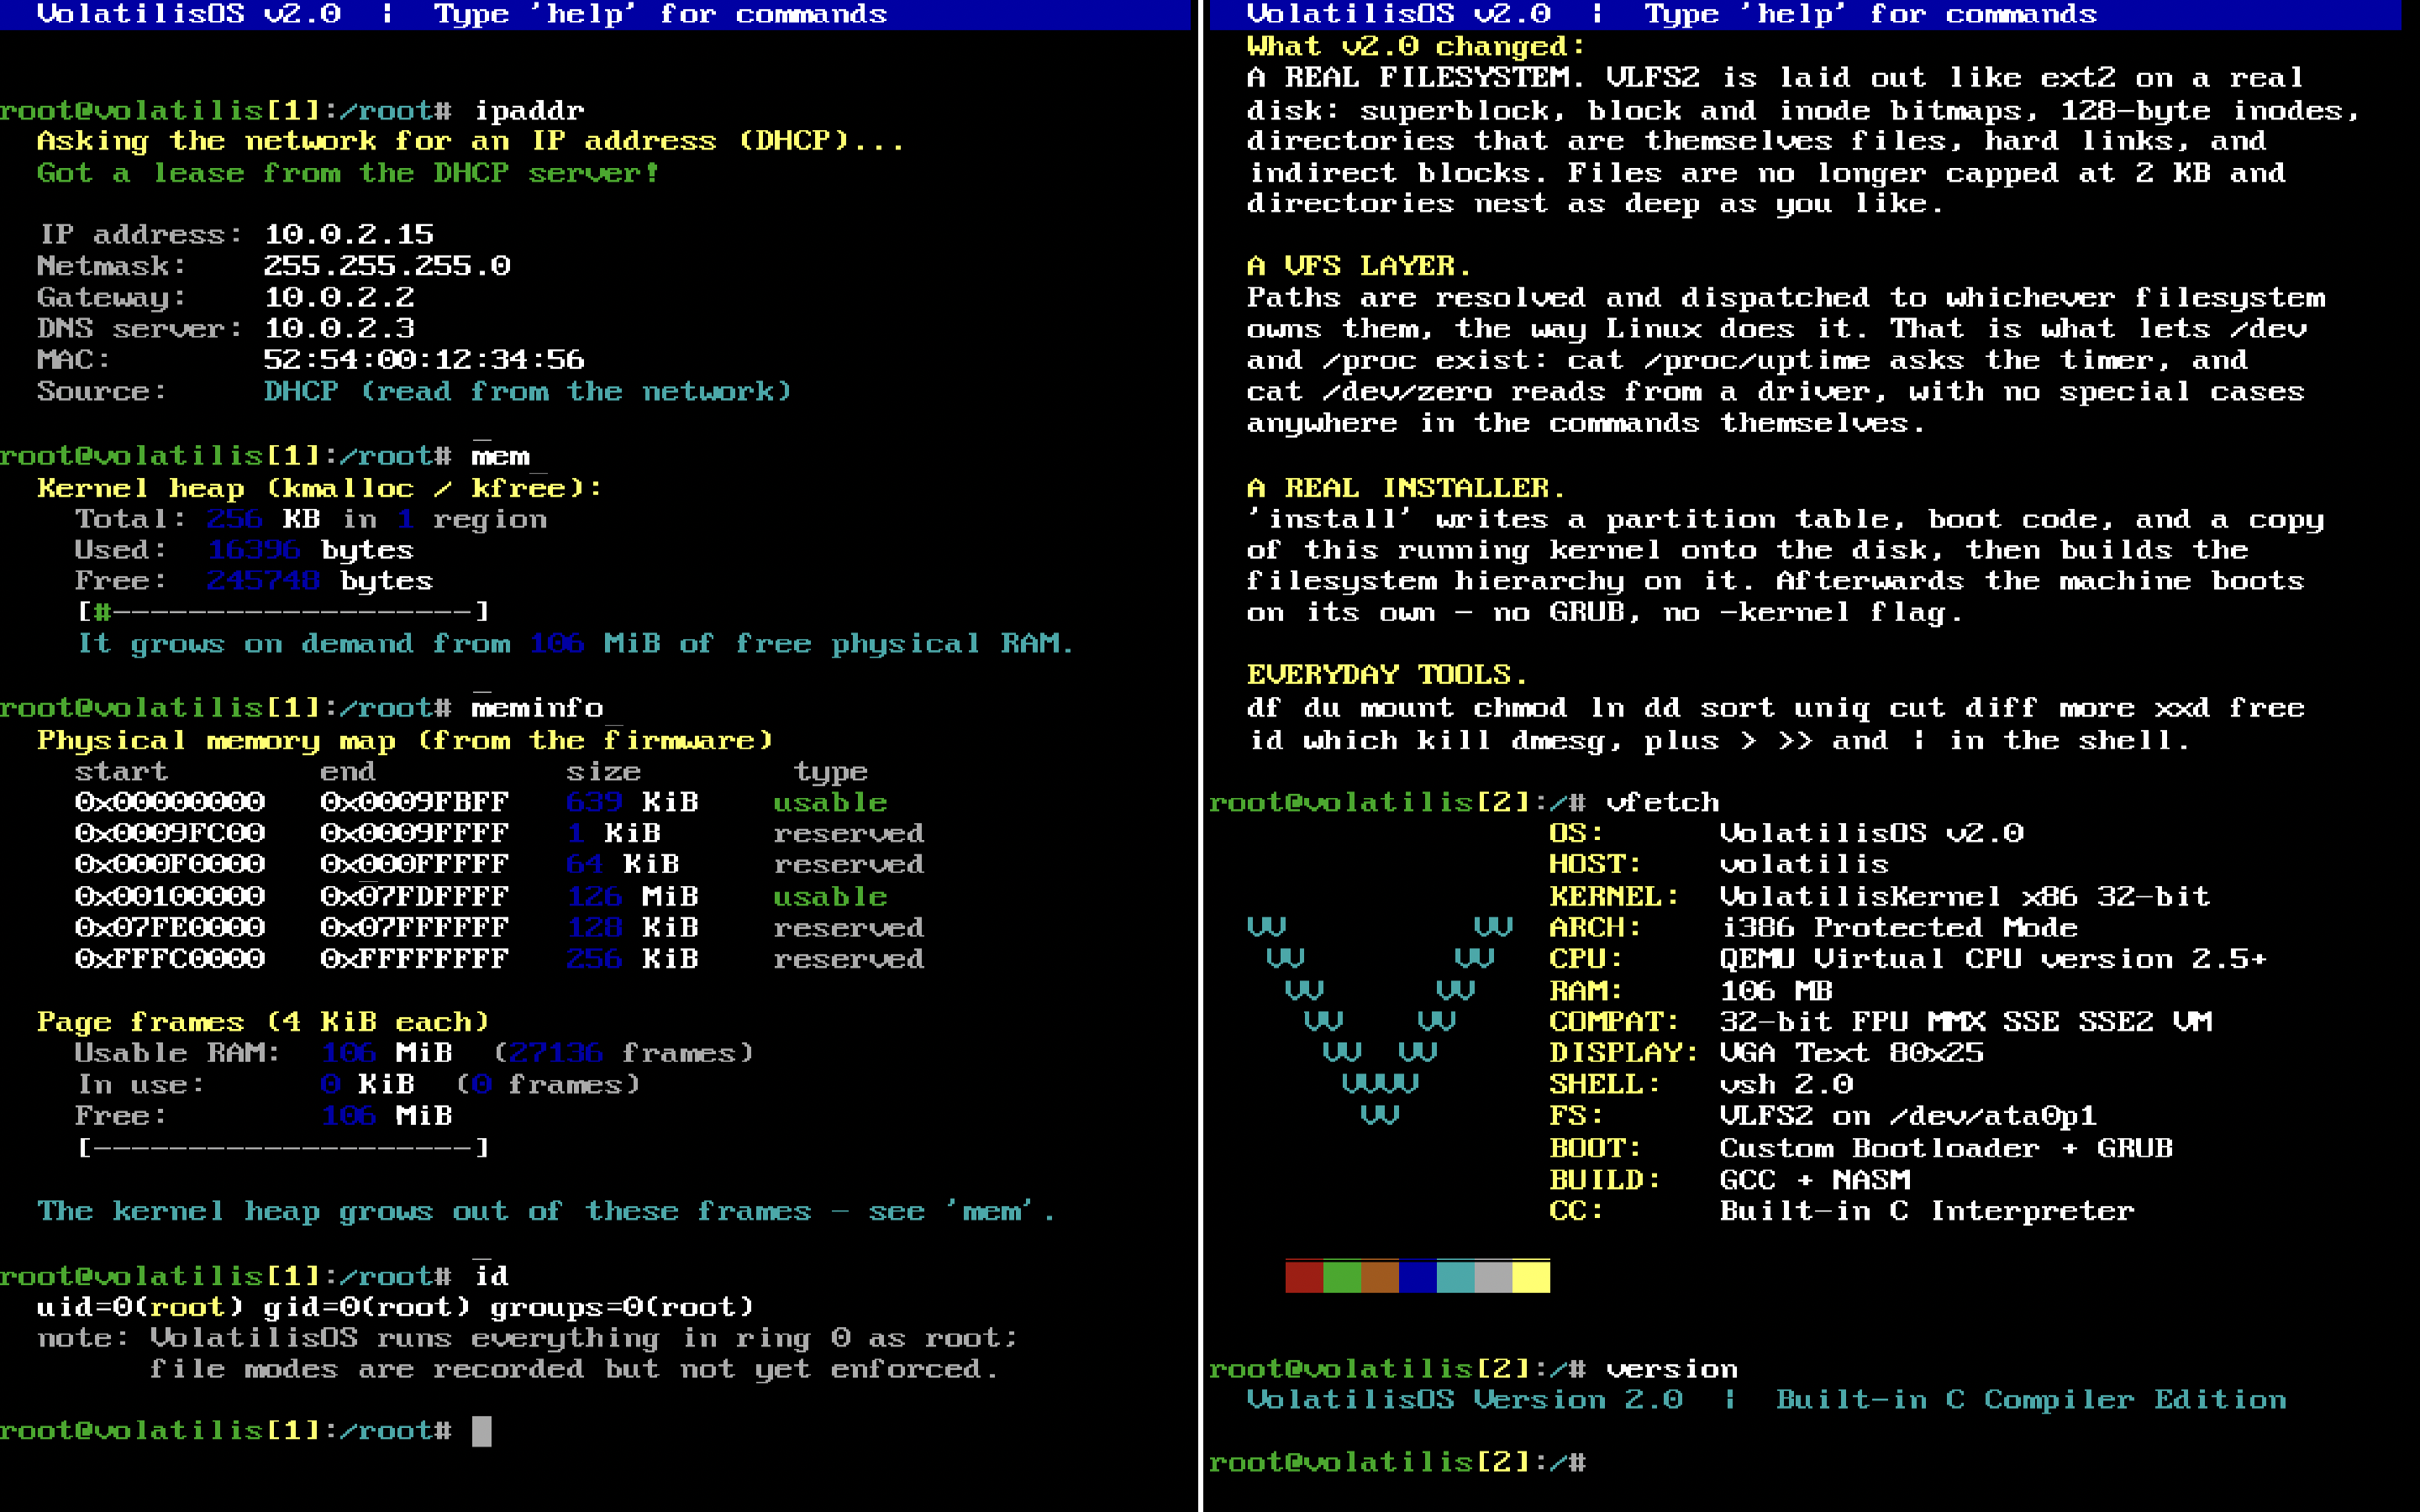 VolatilisOS v2.0 ¦ Type 'help' for commands
root@volatilis[1]:/root# ipaddr
Asking the network for an IP address (DHCP)...
Got a lease from the DHCP server!
IP address: 10.0.2.15
Netmask: 255.255.255.0
Gateway: 10.0.2.2
DNS server: 10.0.2.3
MAC: 52:54:00:12:34:56
Source: DHCP (read from the network)
root@volatilis[1]:/root# mem
Kernel heap (kmalloc / kfree):
Total: 256 KB in 1 region
Used: 16396 bytes
Free: 245748 bytes
[#-------------------]
It grows on demand from 106 MiB of free physical RAM.
root@volatilis[1]:/root# meminfo
Physical memory map (from the firmware)
start end size type
0x00000000 0x0009FBFF 639 KiB usable
0x0009FC00 0x0009FFFF 1 KiB reserved
0x000F0000 0x000FFFFF 64 KiB reserved
0x00100000 0x07FDFFFF 126 MiB usable
0x07FE0000 0x07FFFFFF 128 KiB reserved
0xFFFC0000 0xFFFFFFFF 256 KiB reserved
Page frames (4 KiB each)
Usable RAM: 106 MiB (27136 frames)
In use: 0 KiB (0 frames)
Free: 106 MiB
[--------------------]
The kernel heap grows out of these frames - see 'mem'.
root@volatilis[1]:/root# id
uid=0(root) gid=0(root) groups=0(root)
note: VolatilisOS runs everything in ring 0 as root;
file modes are recorded but not yet enforced.
root@volatilis[1]:/root#
VolatilisOS v2.0 ¦ Type 'help' for commands
What v2.0 changed:
A REAL FILESYSTEM. VLFS2 is laid out like ext2 on a real
disk: superblock, block and inode bitmaps, 128-byte inodes,
directories that are themselves files, hard links, and
indirect blocks. Files are no longer capped at 2 KB and
directories nest as deep as you like.
A VFS LAYER.
Paths are resolved and dispatched to whichever filesystem
owns them, the way Linux does it. That is what lets /dev
and /proc exist: cat /proc/uptime asks the timer, and
cat /dev/zero reads from a driver, with no special cases
anywhere in the commands themselves.
A REAL INSTALLER.
'install' writes a partition table, boot code, and a copy
of this running kernel onto the disk, then builds the
filesystem hierarchy on it. Afterwards the machine boots
on its own - no GRUB, no -kernel flag.
EVERYDAY TOOLS.
df du mount chmod ln dd sort uniq cut diff more xxd free
id which kill dmesg, plus > >> and ¦ in the shell.
root@volatilis[2]:/# vfetch
OS: VolatilisOS v2.0
HOST: volatilis
KERNEL: VolatilisKernel x86 32-bit
VV VV ARCH: i386 Protected Mode
VV VV CPU: QEMU Virtual CPU version 2.5+
VV VV RAM: 106 MB
VV VV COMPAT: 32-bit FPU MMX SSE SSE2 VM
VV VV DISPLAY: VGA Text 80x25
VVVV SHELL: vsh 2.0
VV FS: VLFS2 on /dev/ata0p1
BOOT: Custom Bootloader + GRUB
BUILD: GCC + NASM
CC: Built-in C Interpreter
root@volatilis[2]:/# version
VolatilisOS Version 2.0 ¦ Built-in C Compiler Edition
root@volatilis[2]:/#